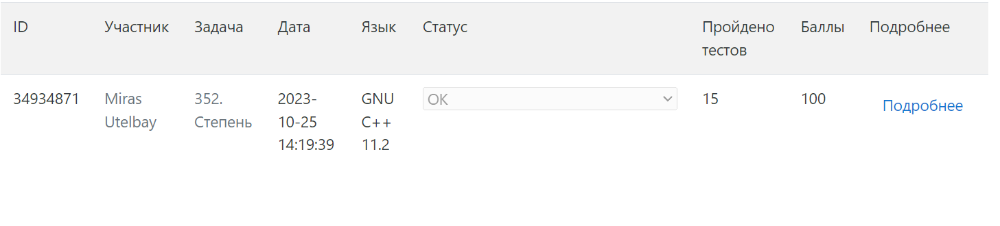 ID Участник Задача Дата Язык Статус Пройдено тестов Баллы Подробнее
34934871 Miras Utelbay 352. Степень 2023-10-25 14:19:39 GNU C++ 11.2 OK 15 100 Подробнее